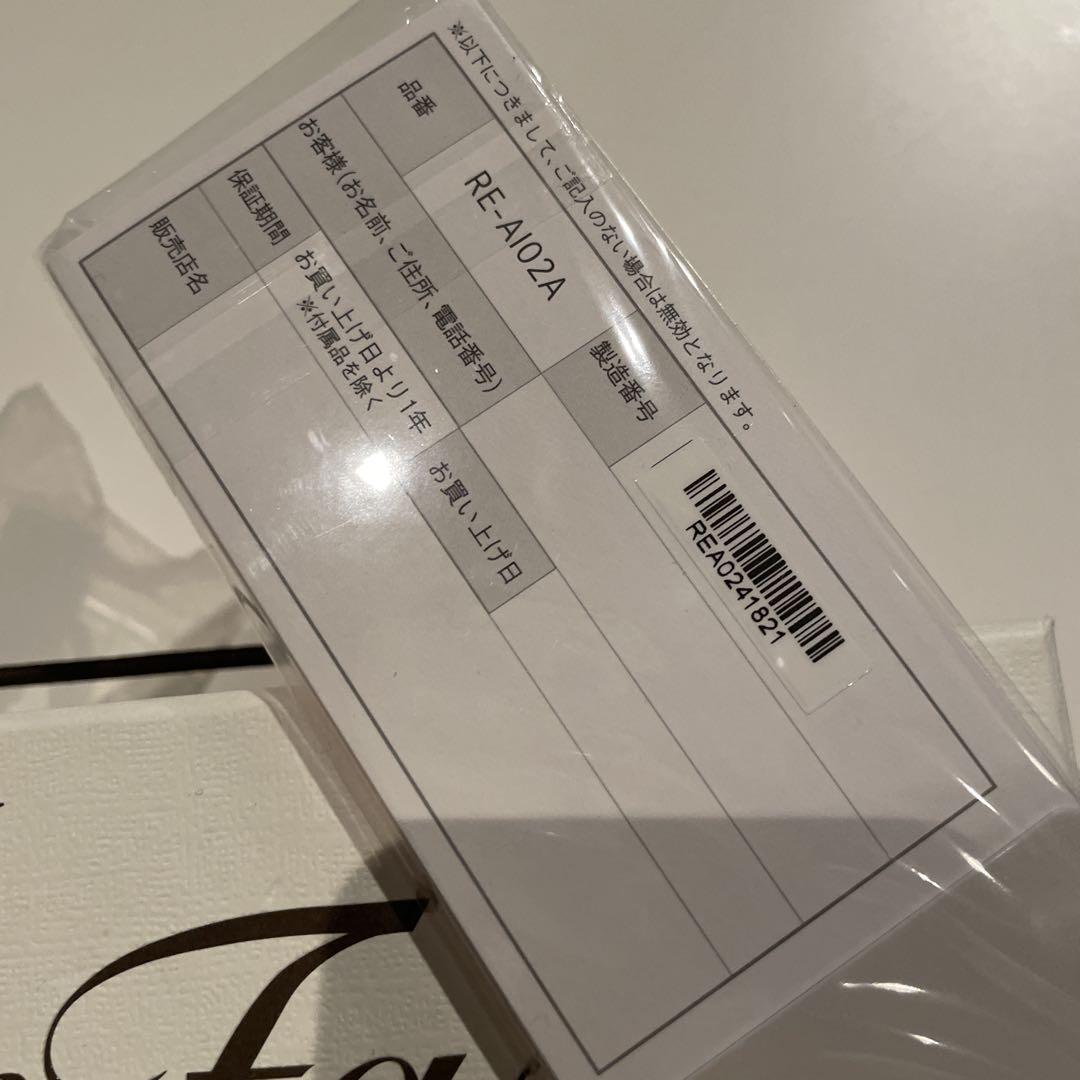 ※以下につきまして、ご記入のない場合は無効となります。
品番
RE-AI02A
製造番号
REA0241821
お客様(お名前、ご住所、電話番号)
保証期間
お買い上げ日より1年
※付属品を除く
お買い上げ日
販売店名